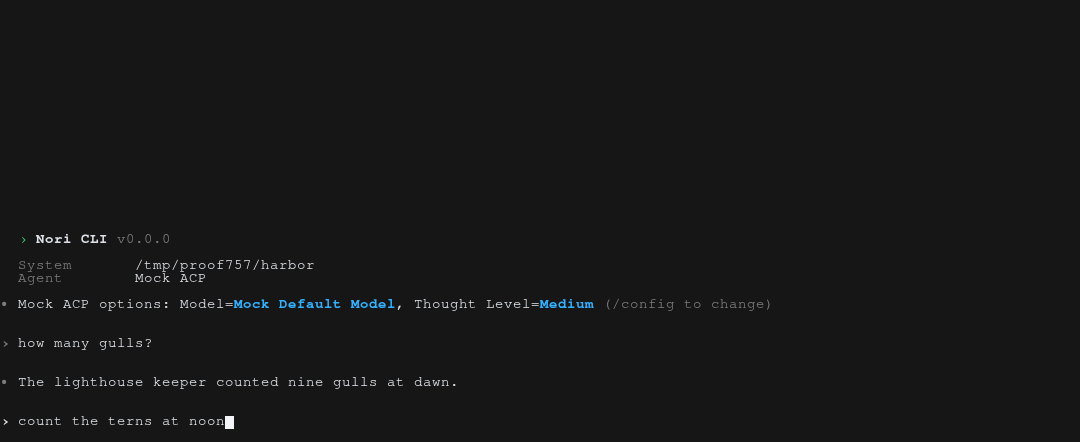 › Nori CLI v0.0.0
System /tmp/proof757/harbor
Agent Mock ACP
• Mock ACP options: Model=Mock Default Model, Thought Level=Medium (/config to change)
› how many gulls?
• The lighthouse keeper counted nine gulls at dawn.
› count the terns at noon